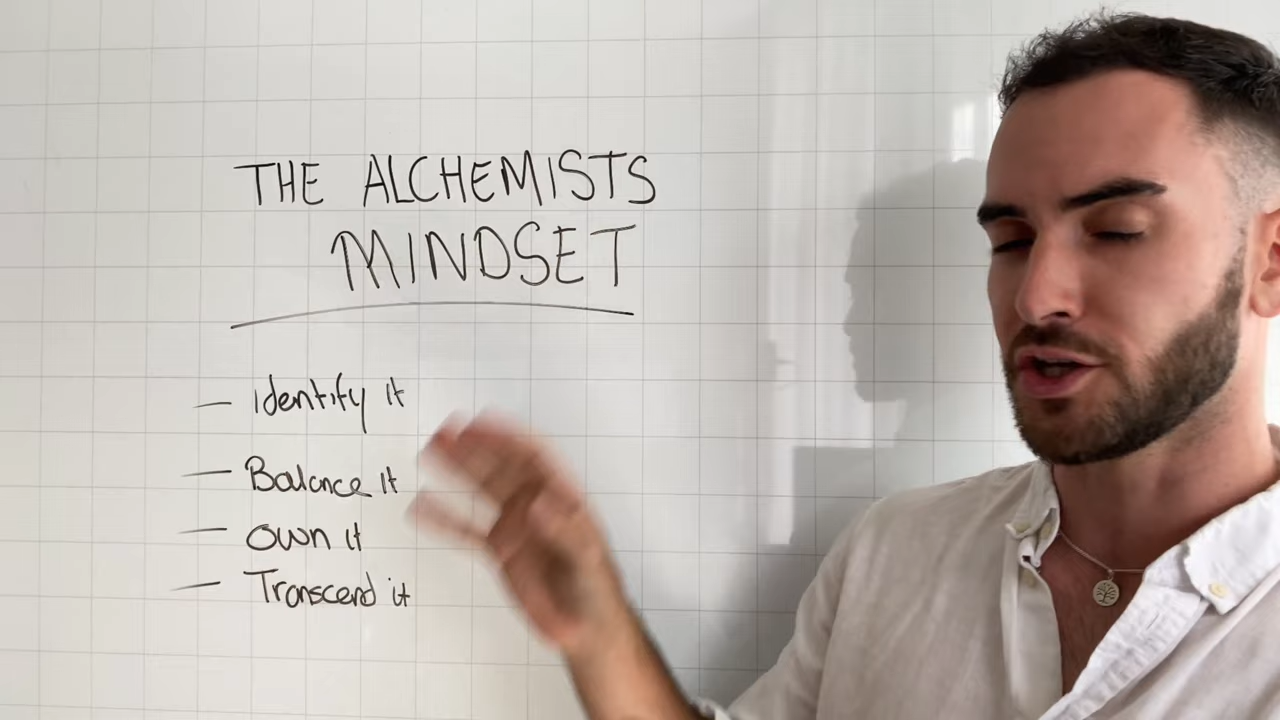 THE ALCHEMISTS
MINDSET
— identify it
— Balance it
— Own it
— Transcend it